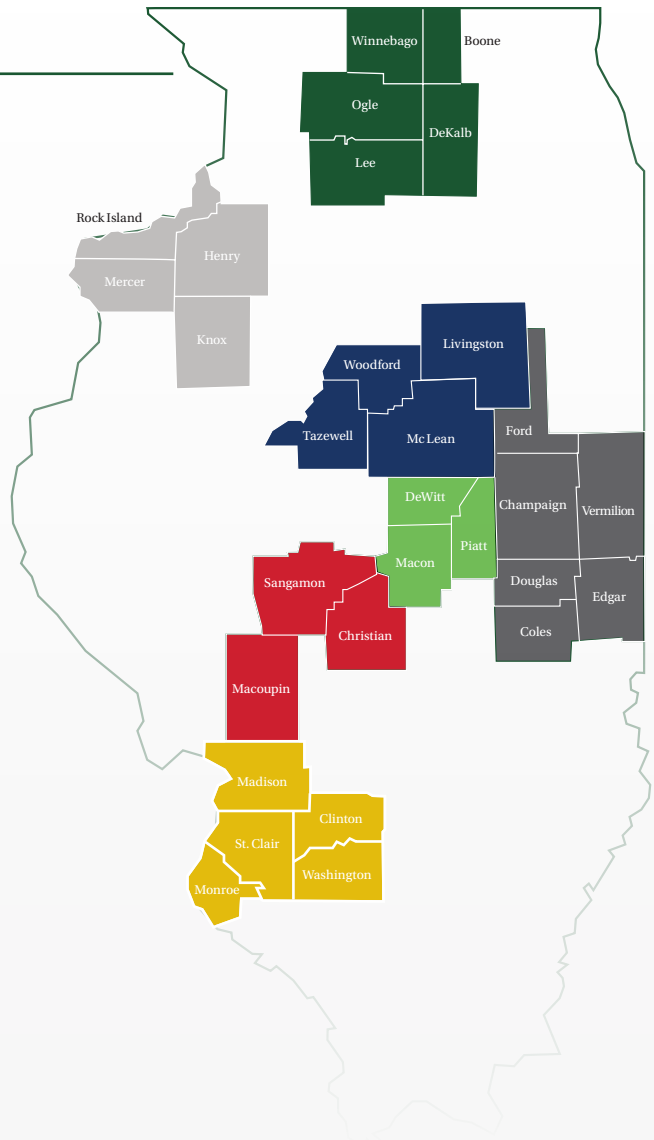 Winnebago
Boone
Ogle
DeKalb
Lee
Rock Island
Henry
Mercer
Knox
Livingston
Woodford
Ford
Tazewell
McLean
DeWitt
Champaign
Vermilion
Piatt
Macon
Sangamon
Douglas
Edgar
Christian
Coles
Macoupin
Madison
Clinton
St. Clair
Washington
Monroe